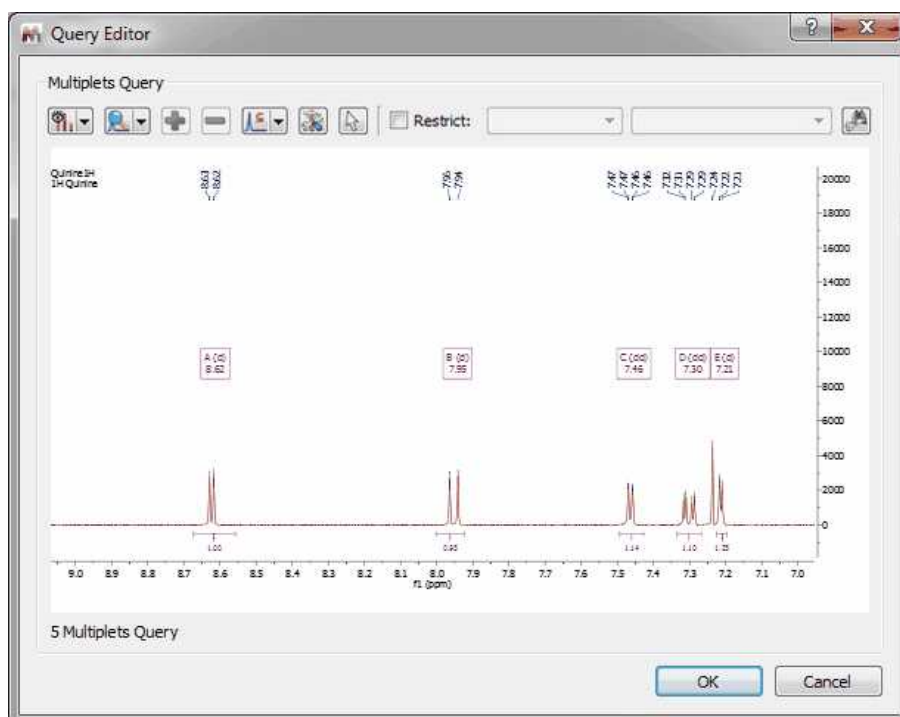 Query Editor
Multiplets Query
Restrict:
Quinine.1H
1H Quinine
8.63 8.62 7.96 7.94 7.47 7.47 7.46 7.46 7.32 7.31 7.29 7.29 7.24 7.22 7.21
20000
18000
16000
14000
12000
10000
8000
6000
4000
2000
0
A (d) B (d) C (dd) D (dd) E (d)
8.62 7.95 7.46 7.30 7.21
1.00 1.14 1.10
9.0 8.9 8.8 8.7 8.6 8.5 8.4 8.3 8.2 8.1 8.0 7.9 7.8 7.7 7.6 7.5 7.4 7.3 7.2 7.1 7.0
f1 (ppm)
5 Multiplets Query
OK Cancel